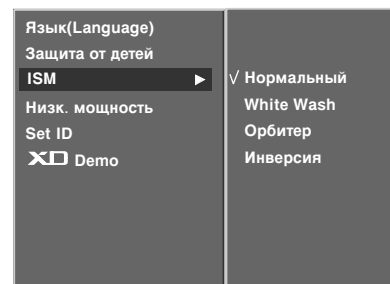 Язык(Language)
Защита от детей
ISM ►
Низк. мощность
Set ID
XD Demo
√ Нормальный
White Wash
Орбитер
Инверсия